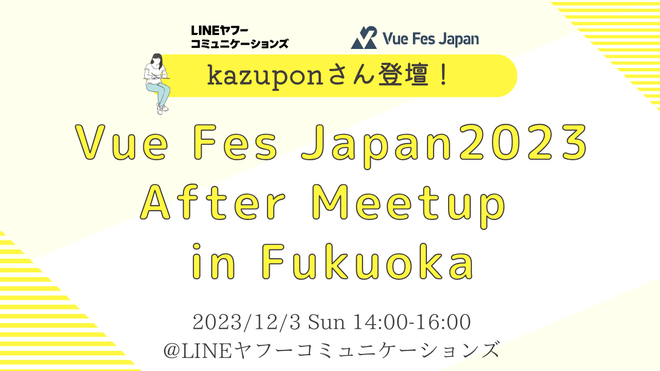 LINEヤフー
コミュニケーションズ
Vue Fes Japan
kazuponさん登壇！
Vue Fes Japan2023
After Meetup
in Fukuoka
2023/12/3 Sun 14:00-16:00
@LINEヤフーコミュニケーションズ